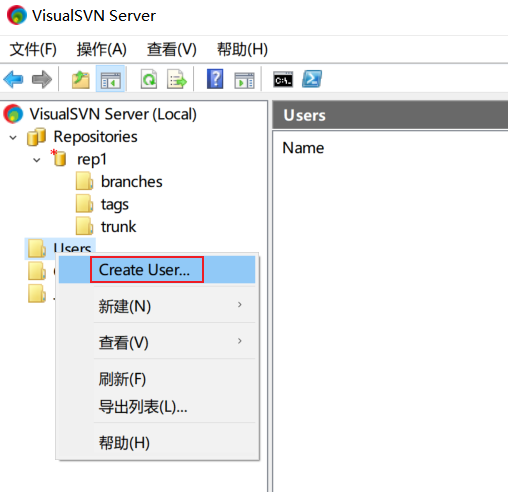 VisualSVN Server
文件(F) 操作(A) 查看(V) 帮助(H)
VisualSVN Server (Local)
Repositories
rep1
branches
tags
trunk
Users
Create User...
新建(N)
查看(V)
刷新(F)
导出列表(L)...
帮助(H)
Users
Name